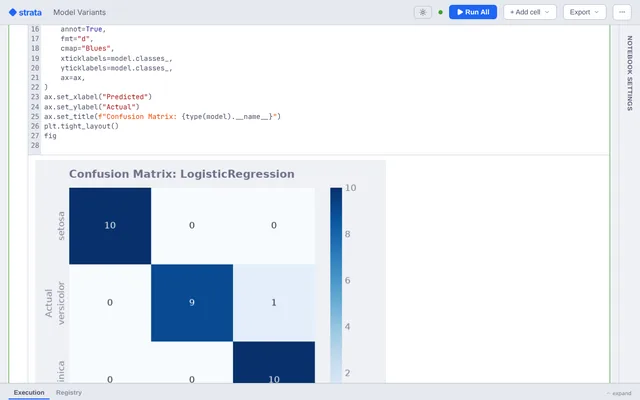 strata
Model Variants
Run All
+ Add cell
Export
NOTEBOOK SETTINGS
16 annot=True,
17 fmt="d",
18 cmap="Blues",
19 xticklabels=model.classes_,
20 yticklabels=model.classes_,
21 ax=ax,
22 )
23 ax.set_xlabel("Predicted")
24 ax.set_ylabel("Actual")
25 ax.set_title(f"Confusion Matrix: {type(model).__name__}")
26 plt.tight_layout()
27 fig
28
Confusion Matrix: LogisticRegression
Actual
setosa
versicolor
10 0 0
0 9 1
0 0 10
10
8
6
4
2
Execution
Registry
expand